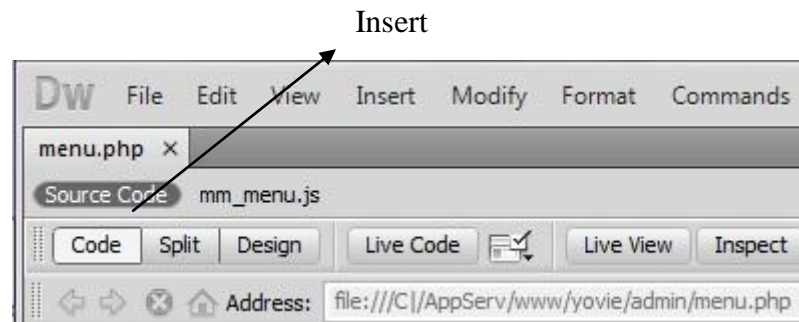 Insert
Dw File Edit View Insert Modify Format Commands
menu.php ×
Source Code mm_menu.js
Code Split Design Live Code Live View Inspect
Address: file:///C|/AppServ/www/yovie/admin/menu.php